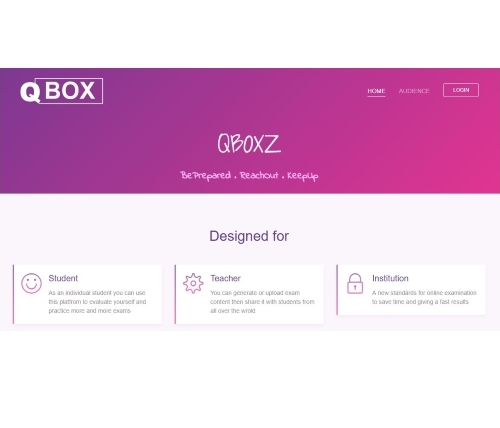 QBOX
HOME AUDIENCE LOGIN
QBOXZ
BePrepared . Reachout . KeepUp
Designed for
Student
As an individual student you can use
this platfrom to evaluate yourself and
practice more and more exams
Teacher
You can generate or upload exam
content then share it with students from
all over the wrold
Institution
A new standards for online examination
to save time and giving a fast results